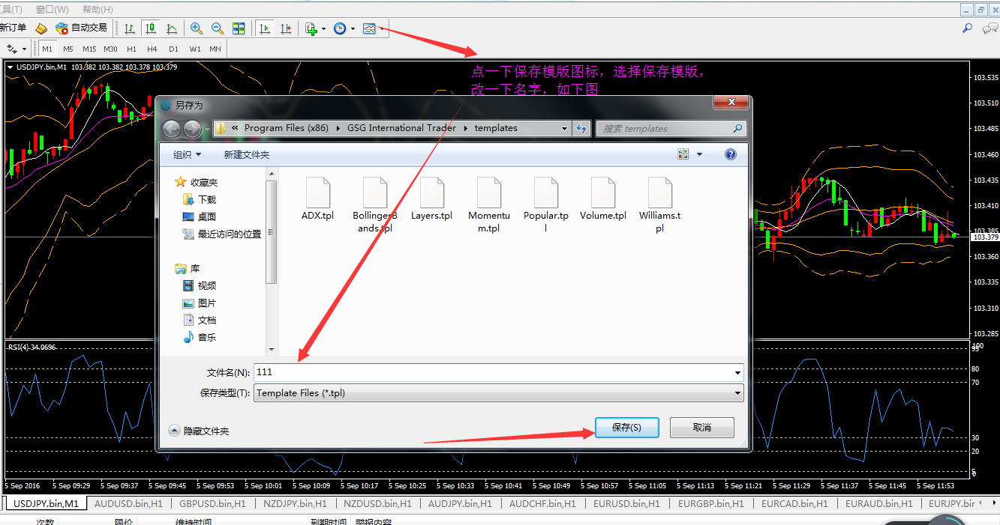 工具(T) 窗口(W) 帮助(H)
新订单 自动交易
M1 M5 M15 M30 H1 H4 D1 W1 MN
USDJPY.bin,M1 103.382 103.382 103.378 103.379
点一下保存模版图标，选择保存模版，
改一下名字，如下图
另存为
« Program Files (x86) GSG International Trader templates
搜索 templates
组织 新建文件夹
收藏夹
下载
桌面
最近访问的位置
库
视频
图片
文档
音乐
ADX.tpl
BollingerB
ands.tpl
Layers.tpl
Momentu
m.tpl
Popular.tp
l
Volume.tpl
Williams.t
pl
文件名(N): 111
保存类型(T): Template Files (*.tpl)
隐藏文件夹 保存(S) 取消
103.535
103.510
103.485
103.460
103.435
103.410
103.385
103.379
103.360
103.335
103.310
103.285
RSI(4) 34.0696
100
95
80
70
30
20
5
0
5 Sep 2016 5 Sep 09:29 5 Sep 09:37 5 Sep 09:45 5 Sep 09:53 5 Sep 10:01 5 Sep 10:09 5 Sep 10:17 5 Sep 10:25 5 Sep 10:33 5 Sep 10:41 5 Sep 10:49 5 Sep 10:57 5 Sep 11:05 5 Sep 11:13 5 Sep 11:21 5 Sep 11:29 5 Sep 11:37 5 Sep 11:45 5 Sep 11:53
USDJPY.bin,M1 AUDUSD.bin,H1 GBPUSD.bin,H1 NZDJPY.bin,H1 NZDUSD.bin,H1 AUDJPY.bin,H1 AUDCHF.bin,H1 EURUSD.bin,H1 EURGBP.bin,H1 EURCAD.bin,H1 EURAUD.bin,H1 EURJPY.bin
次数 限价 维持时间 到期时间 警报内容